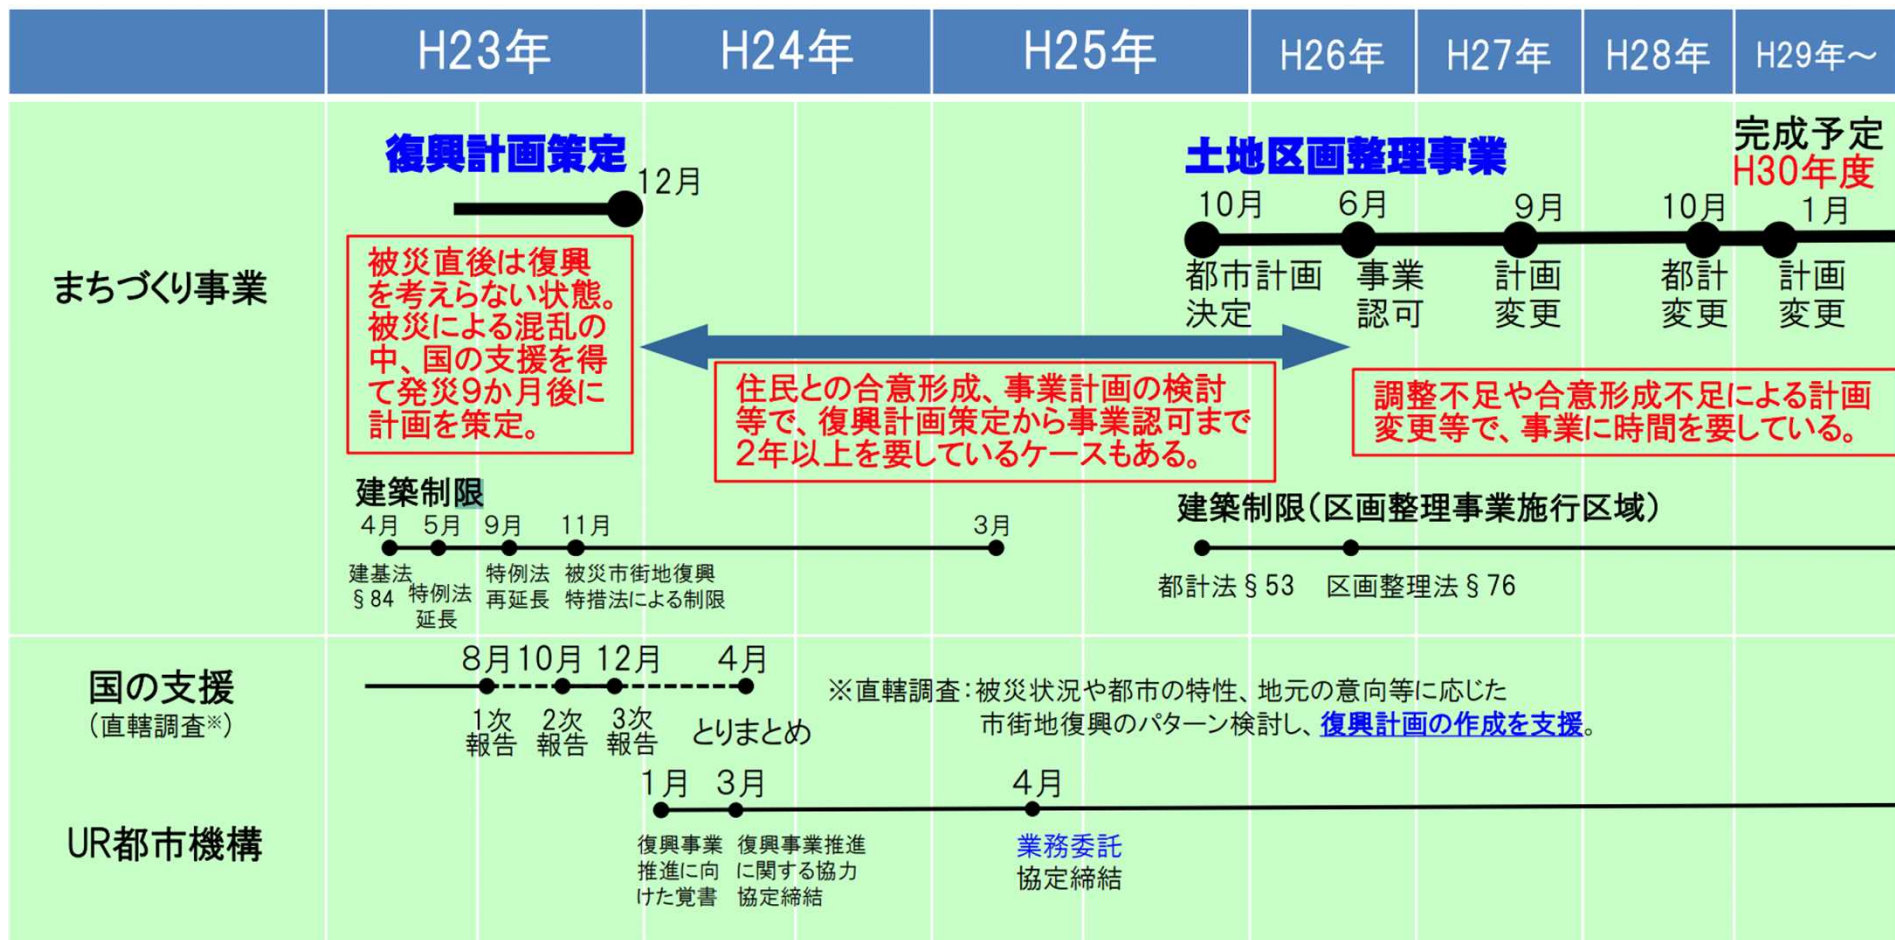 H23年 H24年 H25年 H26年 H27年 H28年 H29年～
まちづくり事業
復興計画策定
12月
被災直後は復興
を考えらない状態。
被災による混乱の
中、国の支援を得
て発災9か月後に
計画を策定。
住民との合意形成、事業計画の検討
等で、復興計画策定から事業認可まで
2年以上を要しているケースもある。
土地区画整理事業
完成予定
H30年度
10月 6月 9月 10月 1月
都市計画 事業 計画 都計 計画
決定 認可 変更 変更 変更
調整不足や合意形成不足による計画
変更等で、事業に時間を要している。
建築制限
4月 5月 9月 11月 3月
建基法
§84
特例法
延長
特例法
再延長
被災市街地復興
特措法による制限
建築制限（区画整理事業施行区域）
都計法§53 区画整理法§76
国の支援
（直轄調査※）
8月 10月 12月 4月
1次
報告
2次
報告
3次
報告
とりまとめ
※直轄調査：被災状況や都市の特性、地元の意向等に応じた
市街地復興のパターン検討し、復興計画の作成を支援。
UR都市機構
1月 3月 4月
復興事業
推進に向
けた覚書
復興事業推進
に関する協力
協定締結
業務委託
協定締結